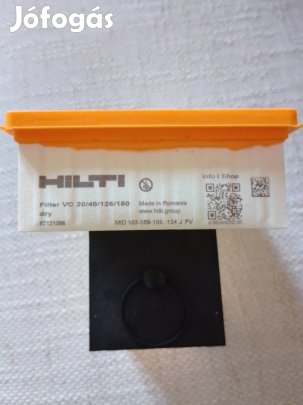 Jófogás
HILTI
Filter VC 20/40/125/150
dry
Made in Romania
www.hilti.group
Info / Shop